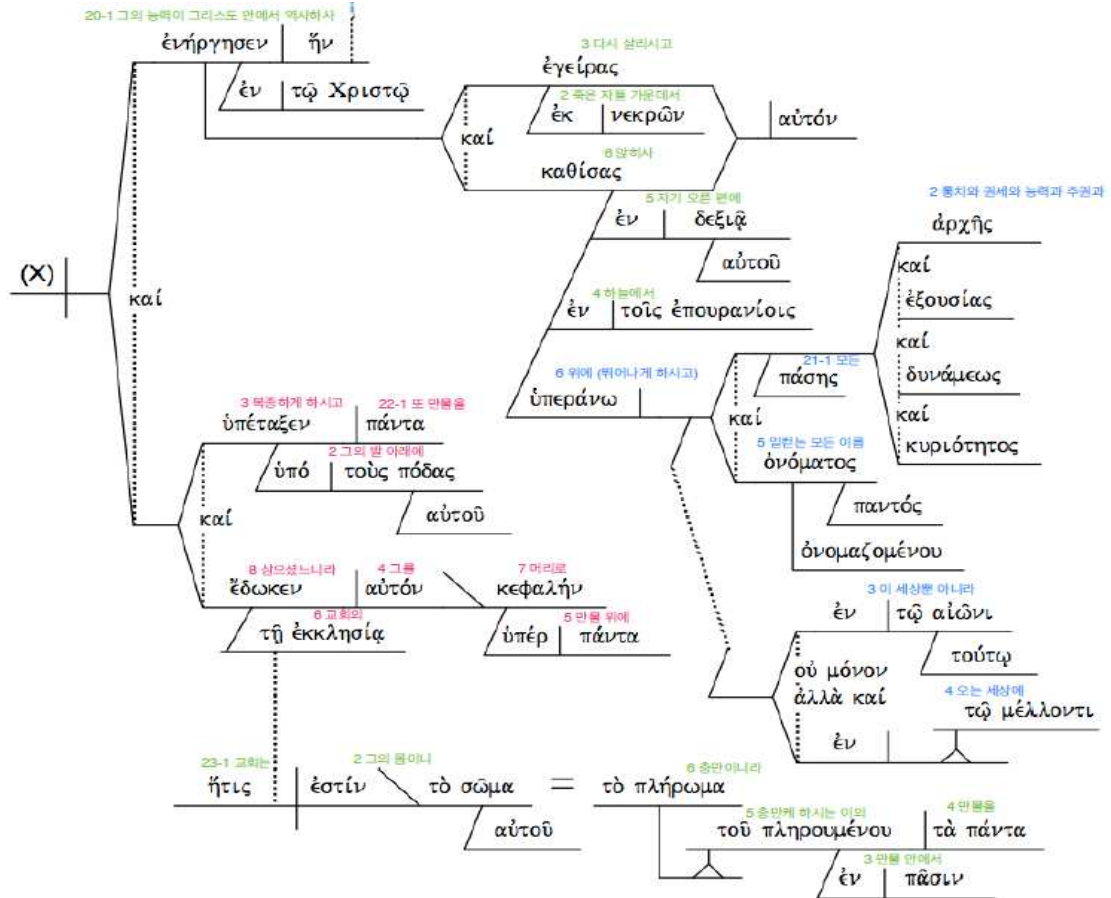 20-1 그의 능력이 그리스도 안에서 역사하사
ἐνήργησεν ἥν
ἐν τῷ Χριστῷ
3 다시 살리시고
ἐγείρας
2 죽은 자들 가운데서
ἐκ νεκρῶν
καί
αὐτόν
6 앉히사
καθίσας
5 자기 오른 편에
ἐν δεξιᾷ
αὐτοῦ
4 하늘에서
ἐν τοῖς ἐπουρανίοις
2 통치와 권세와 능력과 주권과
ἀρχῆς
καί
ἐξουσίας
καί
δυνάμεως
καί
κυριότητος
(X)
καί
6 위에 (뛰어나게 하시고)
ὑπεράνω
21-1 모든
πάσης
καί
5 일컫는 모든 이름
ὀνόματος
παντός
ὀνομαζομένου
3 복종하게 하시고 22-1 또 만물을
ὑπέταξεν πάντα
2 그의 발 아래에
ὑπό τοὺς πόδας
αὐτοῦ
καί
8 삼으셨느니라 4 그를 7 머리로
ἔδωκεν αὐτόν κεφαλήν
6 교회의
τῇ ἐκκλησίᾳ
5 만물 위에
ὑπέρ πάντα
3 이 세상뿐 아니라
ἐν τῷ αἰῶνι
τούτῳ
οὐ μόνον
ἀλλὰ καί
4 오는 세상에
τῷ μέλλοντι
ἐν
23-1 교회는 2 그의 몸이니 6 충만이니라
ἥτις ἐστίν τὸ σῶμα = τὸ πλήρωμα
αὐτοῦ
5 충만케 하시는 이의 4 만물을
τοῦ πληρουμένου τὰ πάντα
3 만물 안에서
ἐν πᾶσιν